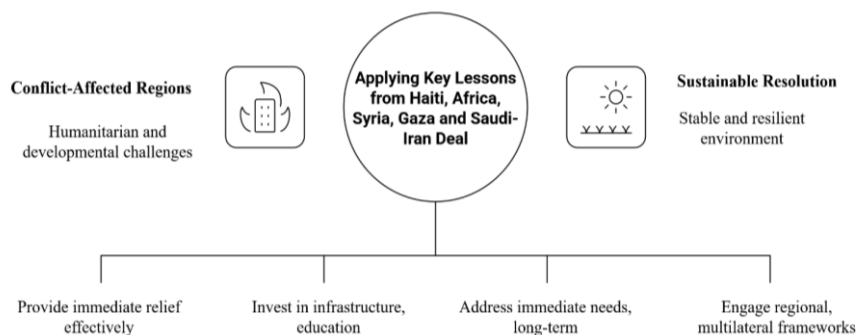 Conflict-Affected Regions
Humanitarian and
developmental challenges
Applying Key Lessons
from Haiti, Africa,
Syria, Gaza and Saudi-
Iran Deal
Sustainable Resolution
Stable and resilient
environment
Provide immediate relief
effectively
Invest in infrastructure,
education
Address immediate needs,
long-term
Engage regional,
multilateral frameworks